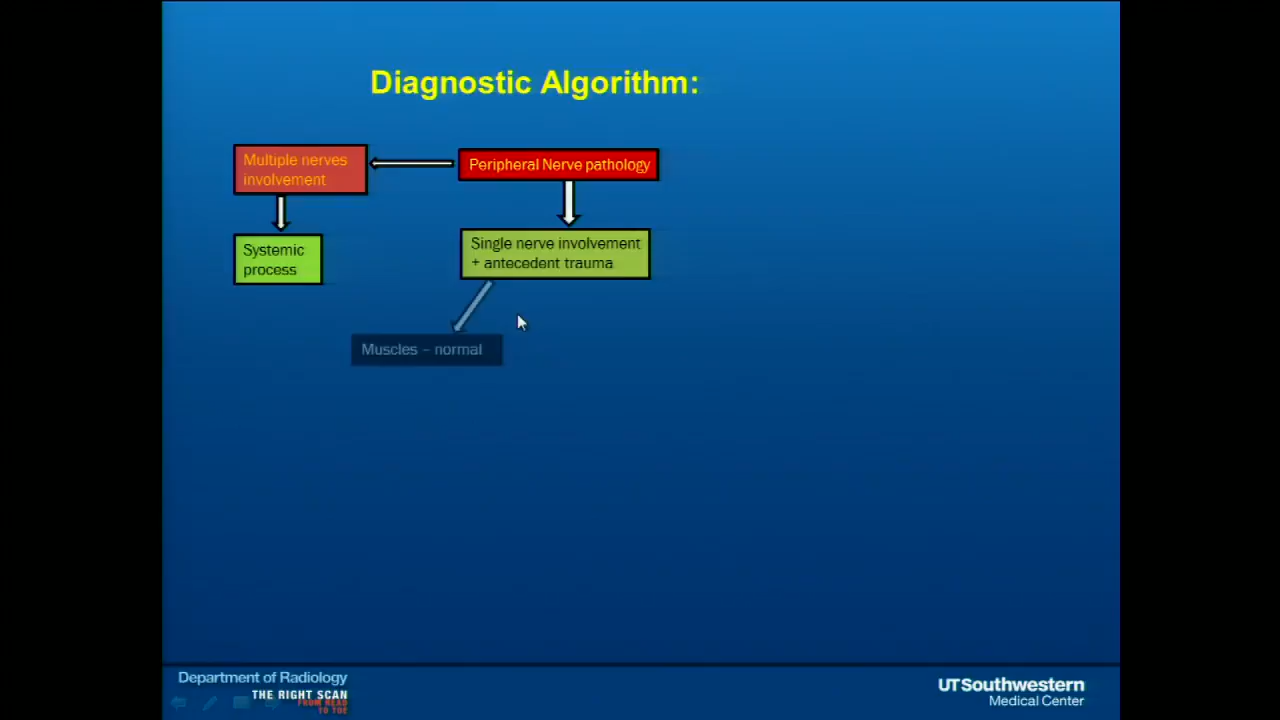 Diagnostic Algorithm:
Multiple nerves
involvement
Peripheral Nerve pathology
Systemic
process
Single nerve involvement
+ antecedent trauma
Muscles – normal
Department of Radiology
THE RIGHT SCAN
FROM HEAD
TO TOE
UTSouthwestern
Medical Center